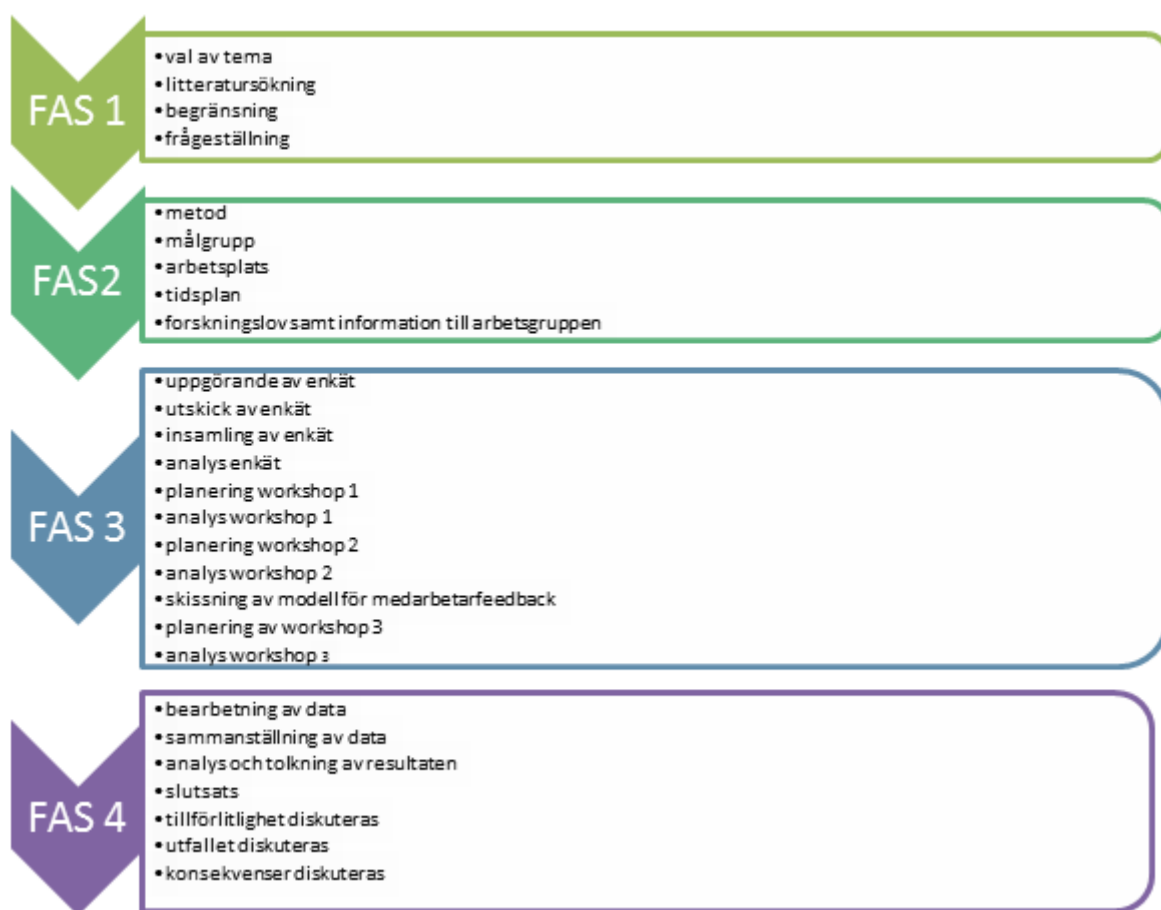 FAS 1
•val av tema
•litteratursökning
•begränsning
•frågeställning
FAS2
•metod
•målgrupp
•arbetsplats
•tidsplan
•forskningslov samt information till arbetsgruppen
FAS 3
•uppgörande av enkät
•utskick av enkät
•insamling av enkät
•analys enkät
•planering workshop 1
•analys workshop 1
•planering workshop 2
•analys workshop 2
•skissning av modell för medarbetarfeedback
•planering av workshop 3
•analys workshop 3
FAS 4
•bearbetning av data
•sammanställning av data
•analys och tolkning av resultaten
•slutsats
•tillförlitlighet diskuteras
•utfallet diskuteras
•konsekvenser diskuteras